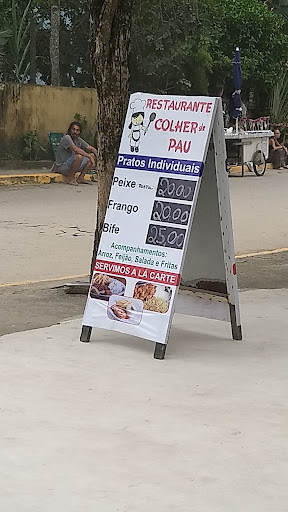 RESTAURANTE
COLHER de
PAU
Pratos Individuais
Peixe 20,00
Frango 20,00
Bife 25,00
Acompanhamentos:
Arroz, Feijão, Salada e Fritas
SERVIMOS A LA CARTE